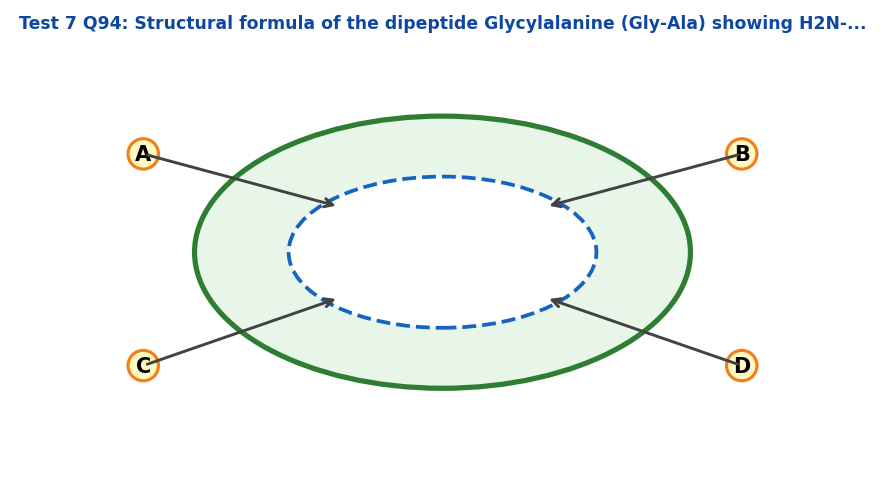 Test 7 Q94: Structural formula of the dipeptide Glycylalanine (Gly-Ala) showing H2N-...
A
B
C
D